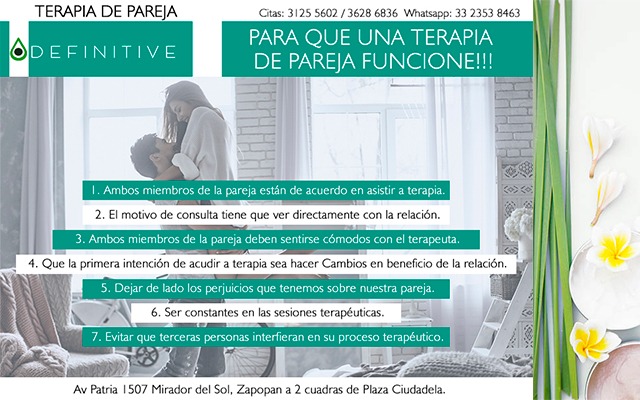 TERAPIA DE PAREJA
Citas: 3125 5602 / 3628 6836 Whatsapp: 33 2353 8463
DEFINITIVE
PARA QUE UNA TERAPIA
DE PAREJA FUNCIONE!!!
1. Ambos miembros de la pareja están de acuerdo en asistir a terapia.
2. El motivo de consulta tiene que ver directamente con la relación.
3. Ambos miembros de la pareja deben sentirse cómodos con el terapeuta.
4. Que la primera intención de acudir a terapia sea hacer Cambios en beneficio de la relación.
5. Dejar de lado los perjuicios que tenemos sobre nuestra pareja.
6. Ser constantes en las sesiones terapéuticas.
7. Evitar que terceras personas interfieran en su proceso terapéutico.
Av Patria 1507 Mirador del Sol, Zapopan a 2 cuadras de Plaza Ciudadela.